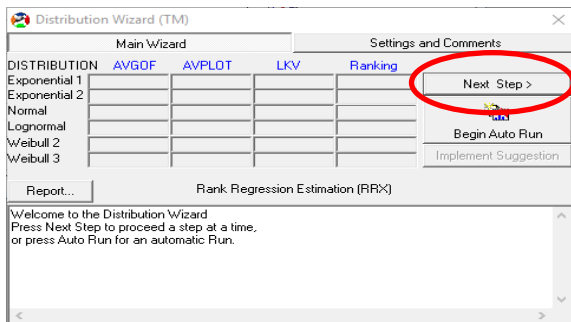 Distribution Wizard (TM)
Main Wizard Settings and Comments
DISTRIBUTION AVGOF AVPLOT LKV Ranking
Exponential 1
Exponential 2
Normal
Lognormal
Weibull 2
Weibull 3
Next Step >
Begin Auto Run
Implement Suggestion
Report... Rank Regression Estimation (RRX)
Welcome to the Distribution Wizard
Press Next Step to proceed a step at a time,
or press Auto Run for an automatic Run.